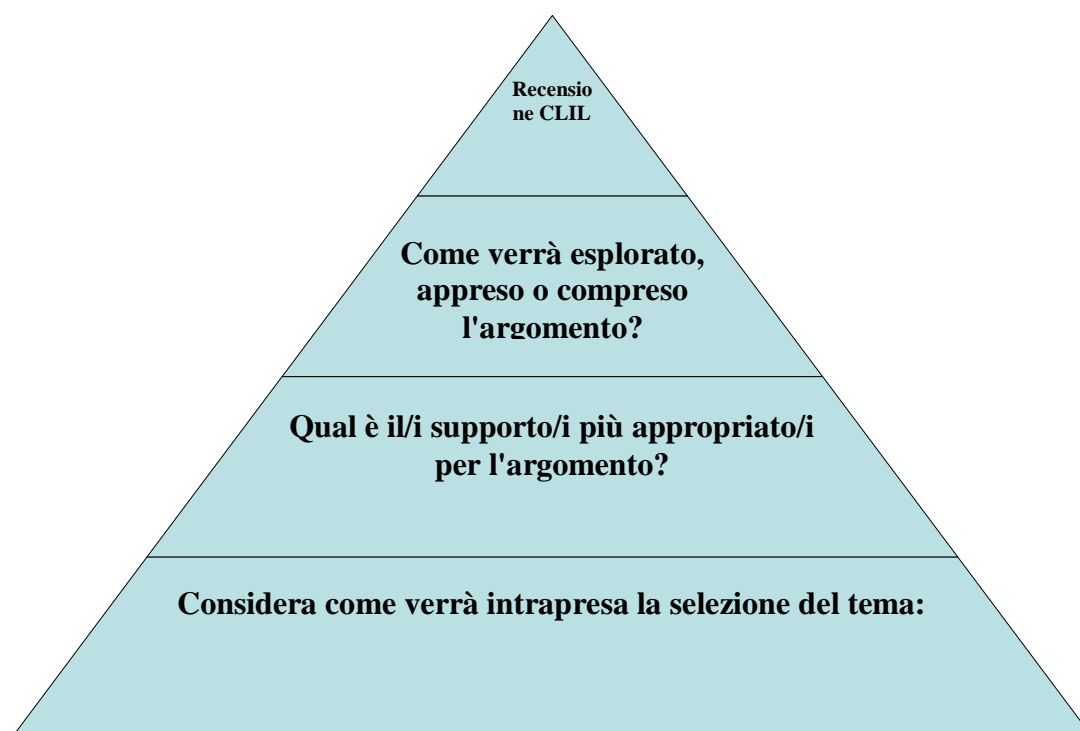 Recensio
ne CLIL
Come verrà esplorato,
appreso o compreso
l'argomento?
Qual è il/i supporto/i più appropriato/i
per l'argomento?
Considera come verrà intrapresa la selezione del tema: